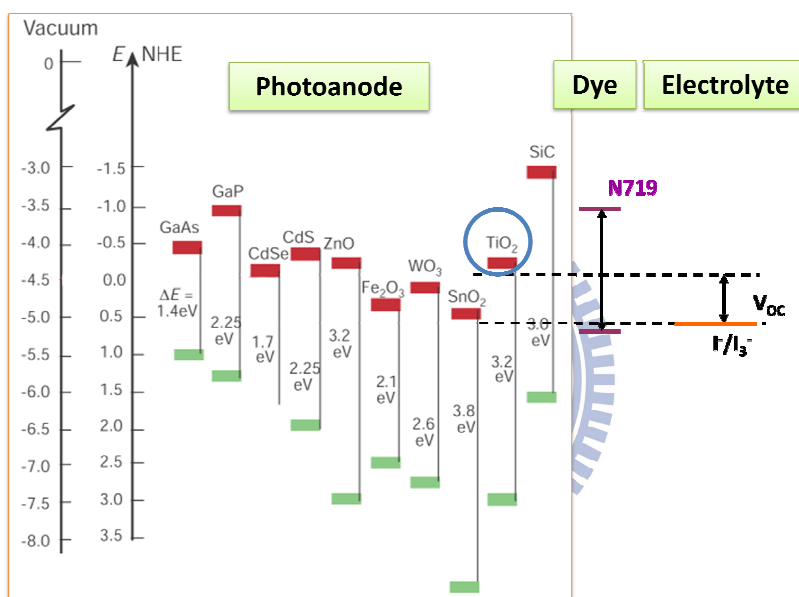 Vacuum
E NHE
Photoanode
Dye
Electrolyte
0
-3.0
-3.5
-4.0
-4.5
-5.0
-5.5
-6.0
-6.5
-7.0
-7.5
-8.0
-1.5
-1.0
-0.5
0.0
0.5
1.0
1.5
2.0
2.5
3.0
3.5
GaAs
ΔE =
1.4eV
GaP
2.25
eV
CdSe
1.7
eV
CdS
2.25
eV
ZnO
3.2
eV
Fe₂O₃
2.1
eV
WO₃
2.6
eV
SnO₂
3.8
eV
TiO₂
3.2
eV
SiC
3.0
eV
N719
V_OC
I⁻/I₃⁻